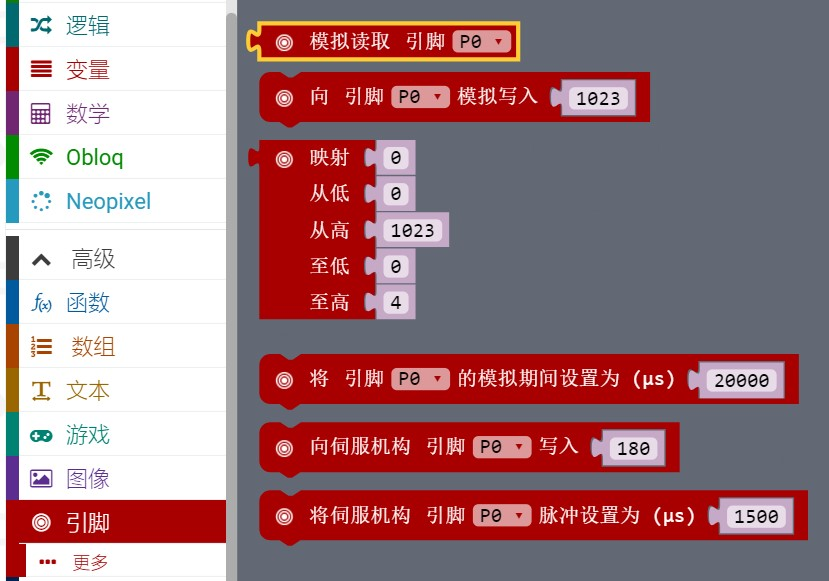 逻辑
变量
数学
Obloq
Neopixel
高级
函数
数组
文本
游戏
图像
引脚
更多
模拟读取 引脚 P0
向 引脚 P0 模拟写入 1023
映射 0
从低 0
从高 1023
至低 0
至高 4
将 引脚 P0 的模拟期间设置为 (µs) 20000
向伺服机构 引脚 P0 写入 180
将伺服机构 引脚 P0 脉冲设置为 (µs) 1500